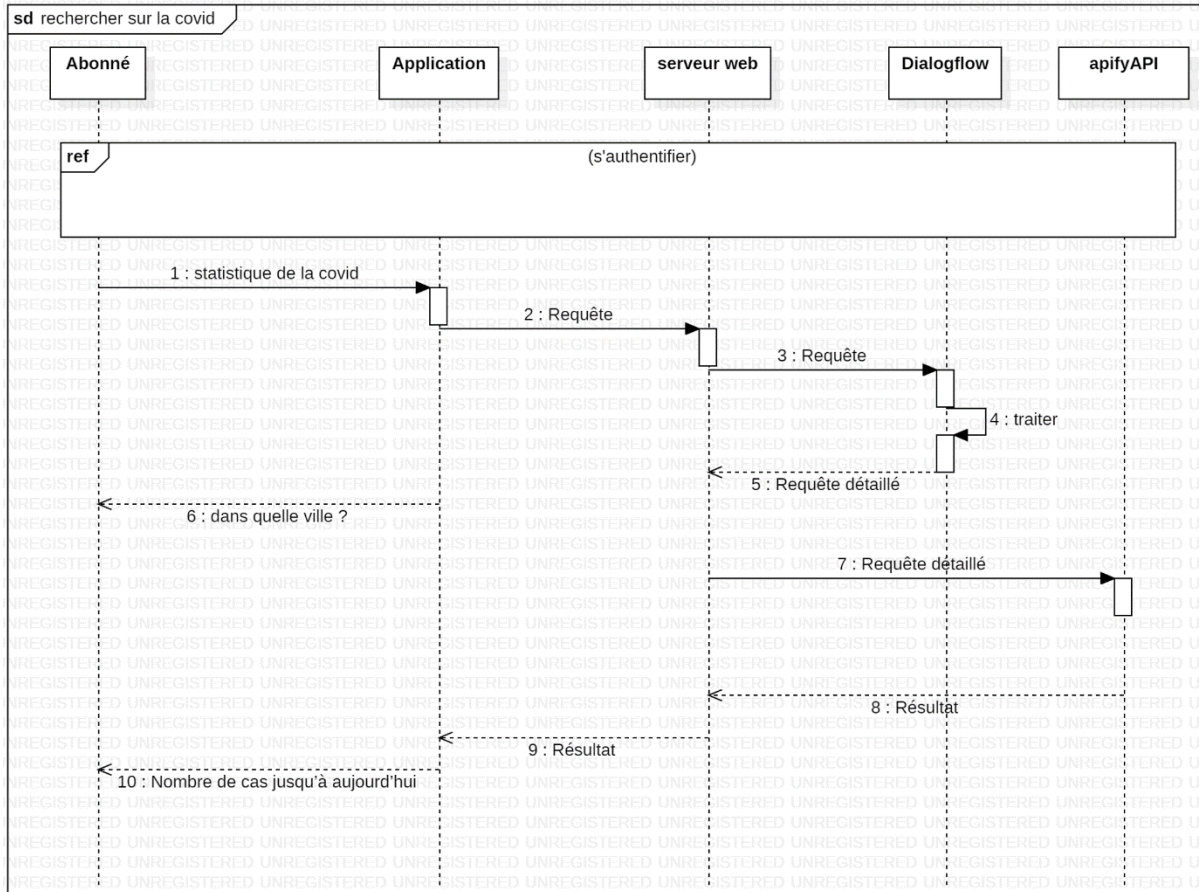 sd rechercher sur la covid
Abonné
Application
serveur web
Dialogflow
apifyAPI
ref
(s'authentifier)
1 : statistique de la covid
2 : Requête
3 : Requête
4 : traiter
5 : Requête détaillé
6 : dans quelle ville ?
7 : Requête détaillé
8 : Résultat
9 : Résultat
10 : Nombre de cas jusqu'à aujourd'hui
UNREGISTERED